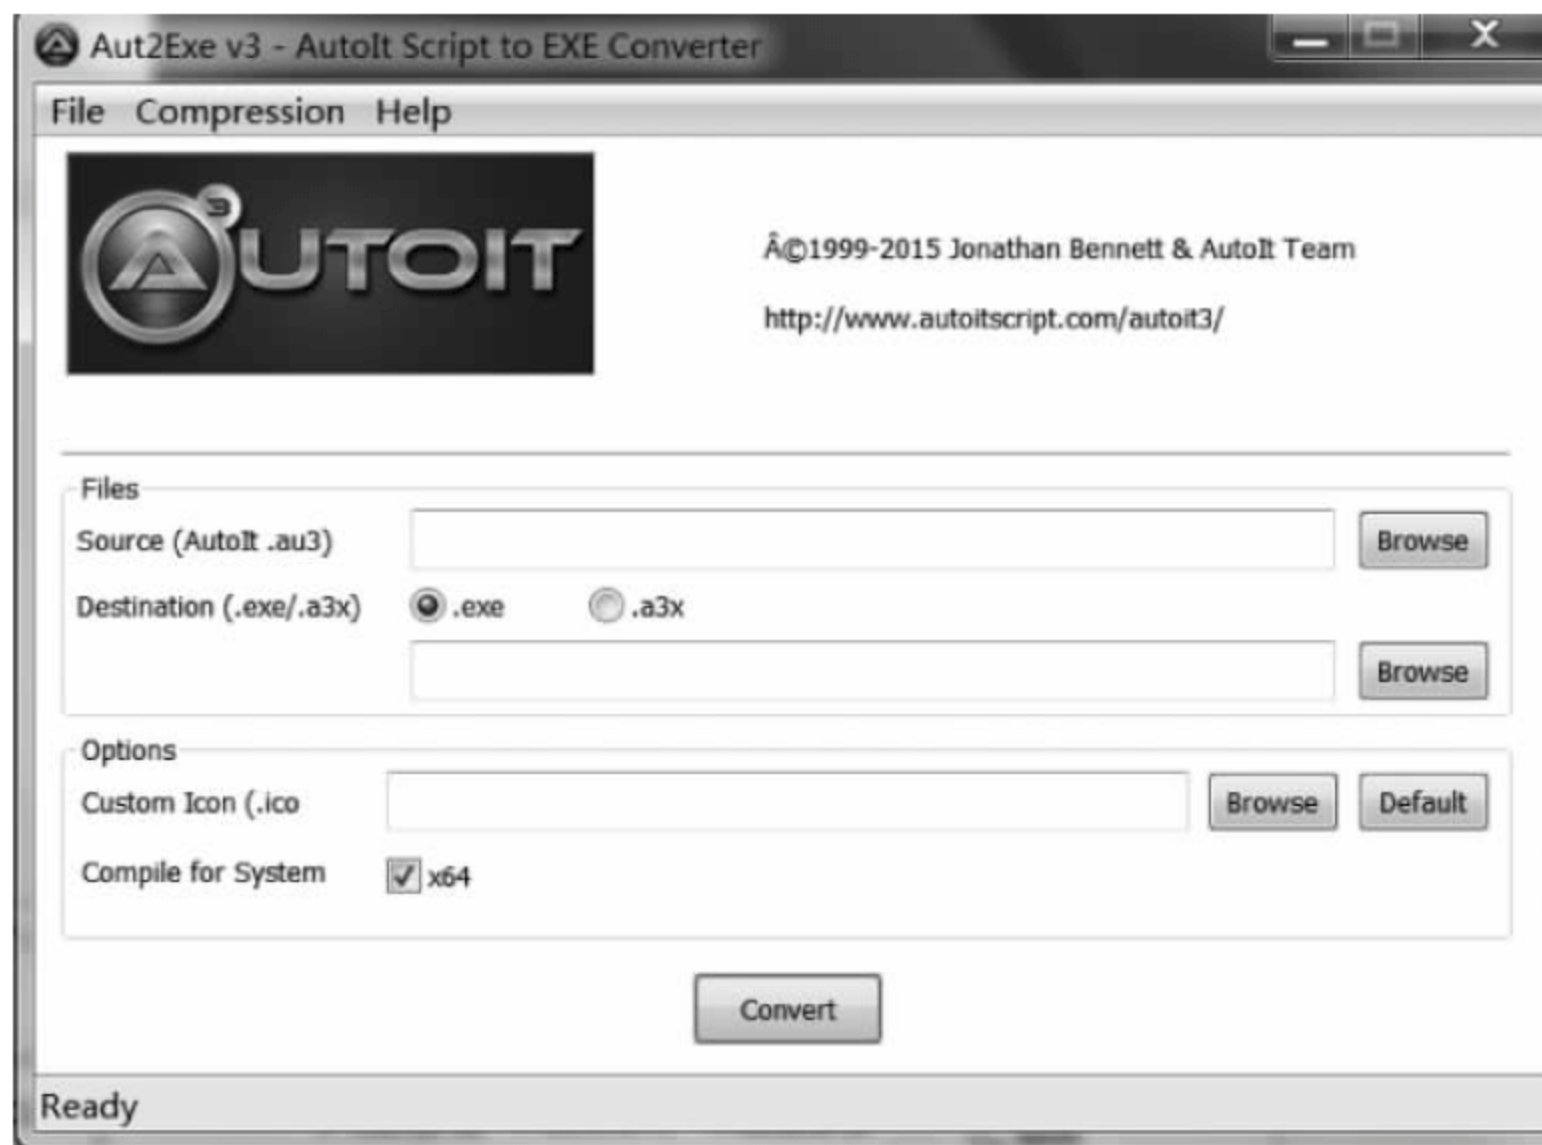 Aut2Exe v3 - AutoIt Script to EXE Converter
File Compression Help
AUTOIT 3
Â©1999-2015 Jonathan Bennett & AutoIt Team
http://www.autoitscript.com/autoit3/
Files
Source (AutoIt .au3) Browse
Destination (.exe/.a3x) .exe .a3x
Browse
Options
Custom Icon (.ico Browse Default
Compile for System x64
Convert
Ready